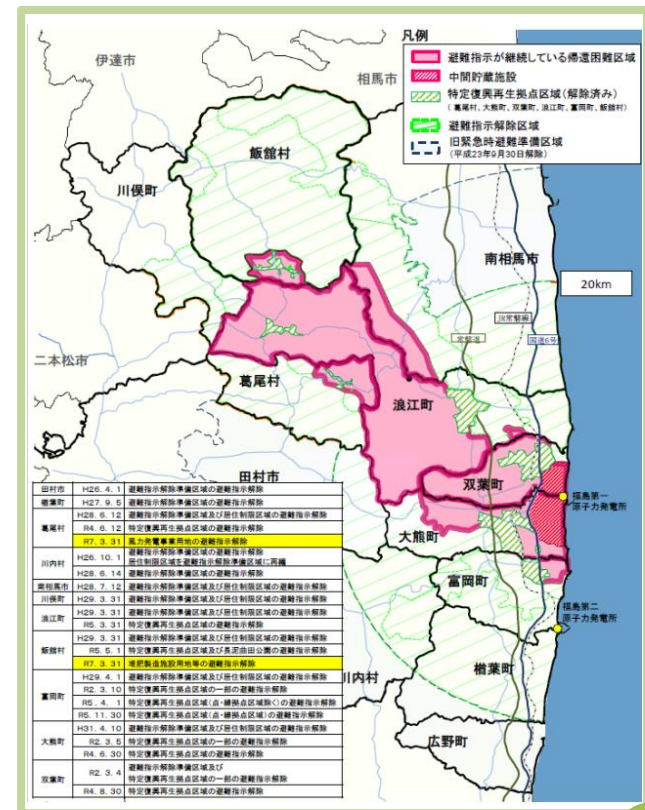 凡例
避難指示が継続している帰還困難区域
中間貯蔵施設
特定復興再生拠点区域(解除済み)
(葛尾村、大熊町、双葉町、浪江町、富岡町、飯舘村)
避難指示解除区域
旧緊急時避難準備区域
(平成23年9月30日解除)
伊達市
相馬市
飯舘村
川俣町
南相馬市
20km
JR常磐線
常磐道
国道6号
二本松市
葛尾村
浪江町
田村市
双葉町
福島第一
原子力発電所
大熊町
富岡町
福島第二
原子力発電所
川内村
楢葉町
広野町
田村市 H26. 4. 1 避難指示解除準備区域の避難指示解除
楢葉町 H27. 9. 5 避難指示解除準備区域の避難指示解除
葛尾村 H28. 6. 12 避難指示解除準備区域及び居住制限区域の避難指示解除
R4. 6. 12 特定復興再生拠点区域の避難指示解除
R7. 3. 31 風力発電事業用地の避難指示解除
川内村 H26. 10. 1 避難指示解除準備区域の避難指示解除
居住制限区域を避難指示解除準備区域に再編
H28. 6. 14 避難指示解除準備区域の避難指示解除
南相馬市 H28. 7. 12 避難指示解除準備区域及び居住制限区域の避難指示解除
川俣町 H29. 3. 31 避難指示解除準備区域及び居住制限区域の避難指示解除
浪江町 H29. 3. 31 避難指示解除準備区域及び居住制限区域の避難指示解除
R5. 3. 31 特定復興再生拠点区域の避難指示解除
飯舘村 H29. 3. 31 避難指示解除準備区域及び居住制限区域の避難指示解除
R5. 5. 1 特定復興再生拠点区域及び長泥曲田公園の避難指示解除
R7. 3. 31 堆肥製造施設用地等の避難指示解除
富岡町 H29. 4. 1 避難指示解除準備区域及び居住制限区域の避難指示解除
R2. 3. 10 特定復興再生拠点区域の一部の避難指示解除
R5. 4. 1 特定復興再生拠点区域(点・線拠点区域除く)の避難指示解除
R5. 11. 30 特定復興再生拠点区域(点・線拠点区域)の避難指示解除
大熊町 H31. 4. 10 避難指示解除準備区域及び居住制限区域の避難指示解除
R2. 3. 5 特定復興再生拠点区域の一部の避難指示解除
R4. 6. 30 特定復興再生拠点区域の避難指示解除
双葉町 R2. 3. 4 避難指示解除準備区域及び
特定復興再生拠点区域の一部の避難指示解除
R4. 8. 30 特定復興再生拠点区域の避難指示解除